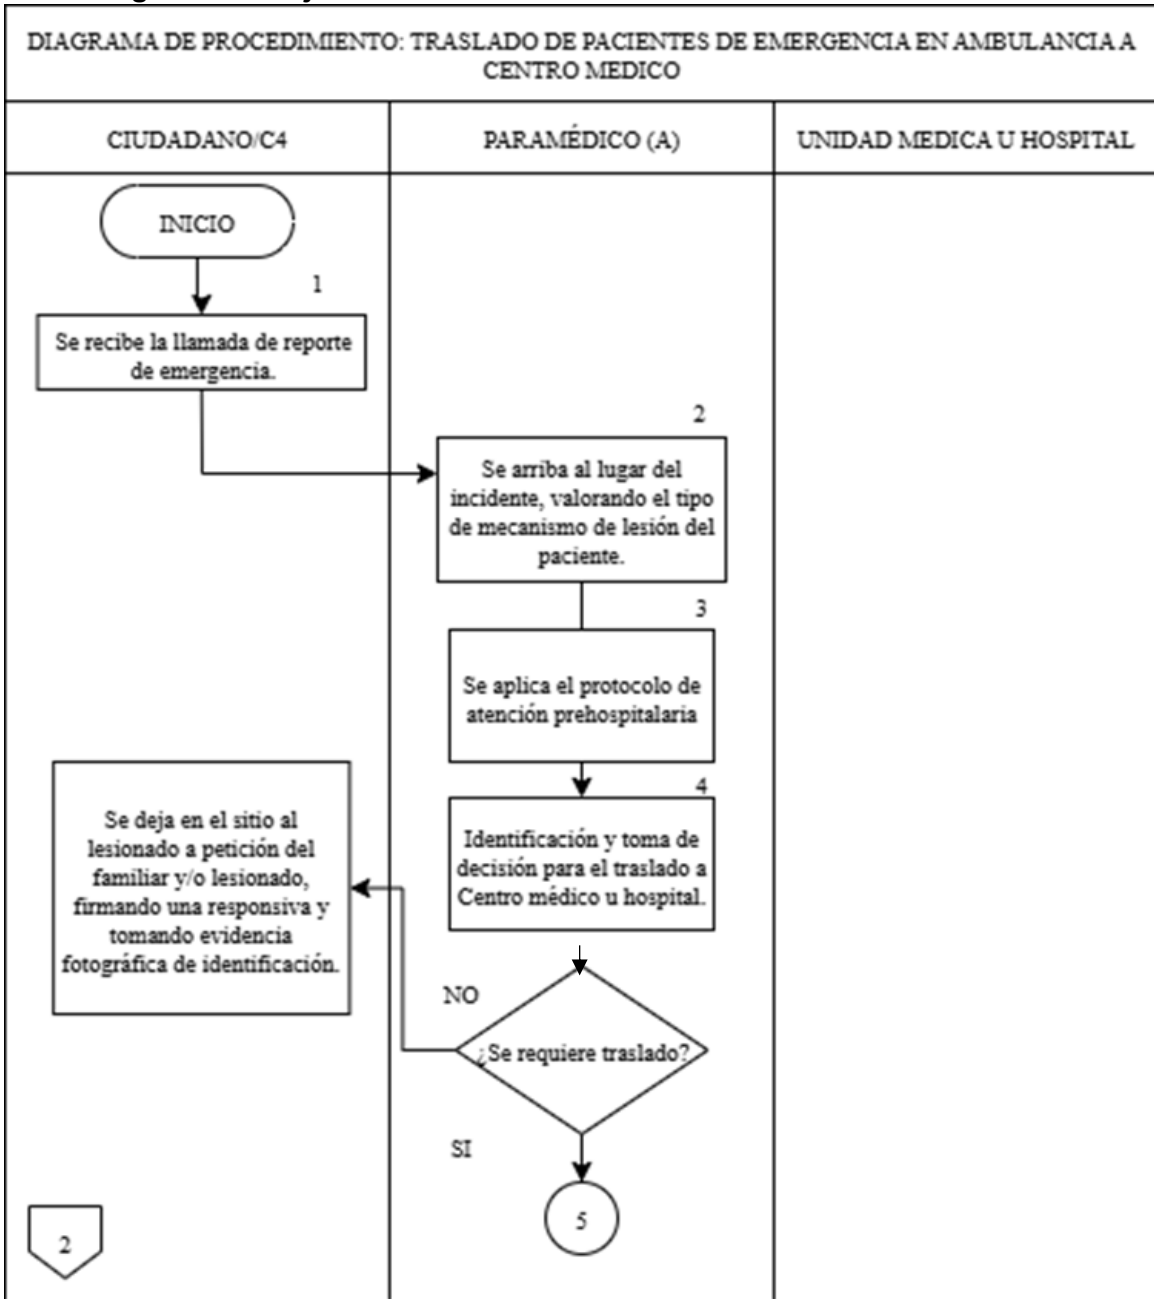 DIAGRAMA DE PROCEDIMIENTO: TRASLADO DE PACIENTES DE EMERGENCIA EN AMBULANCIA A
CENTRO MEDICO
CIUDADANO/C4
PARAMÉDICO (A)
UNIDAD MEDICA U HOSPITAL
INICIO
1
Se recibe la llamada de reporte
de emergencia.
2
Se arriba al lugar del
incidente, valorando el tipo
de mecanismo de lesión del
paciente.
3
Se aplica el protocolo de
atención prehospitalaria
4
Identificación y toma de
decisión para el traslado a
Centro médico u hospital.
Se deja en el sitio al
lesionado a petición del
familiar y/o lesionado,
firmando una responsiva y
tomando evidencia
fotográfica de identificación.
NO
¿Se requiere traslado?
SI
5
2